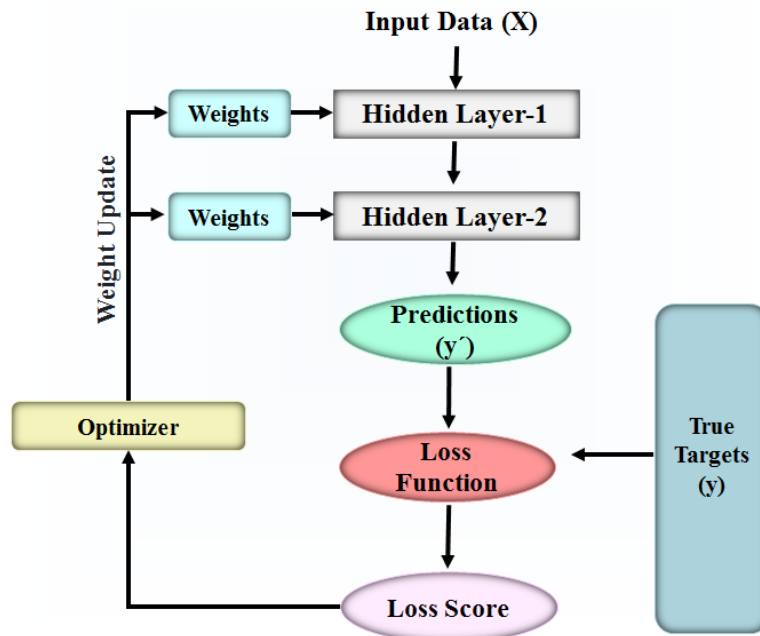 Input Data (X)
Weights
Hidden Layer-1
Weight Update
Weights
Hidden Layer-2
Predictions
(y´)
Optimizer
Loss
Function
True
Targets
(y)
Loss Score